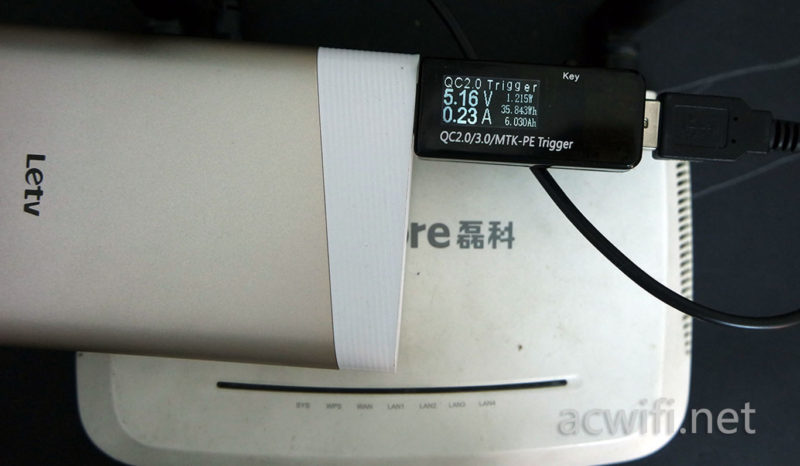 Letv
Key
QC2.0 Trigger
5.16 V
1.215W
35.843Wh
0.23 A
6.030Ah
QC2.0/3.0/MTK-PE Trigger
ore 磊科
SYS WPS WAN LAN1 LAN2 LAN3 LAN4
acwifi.net